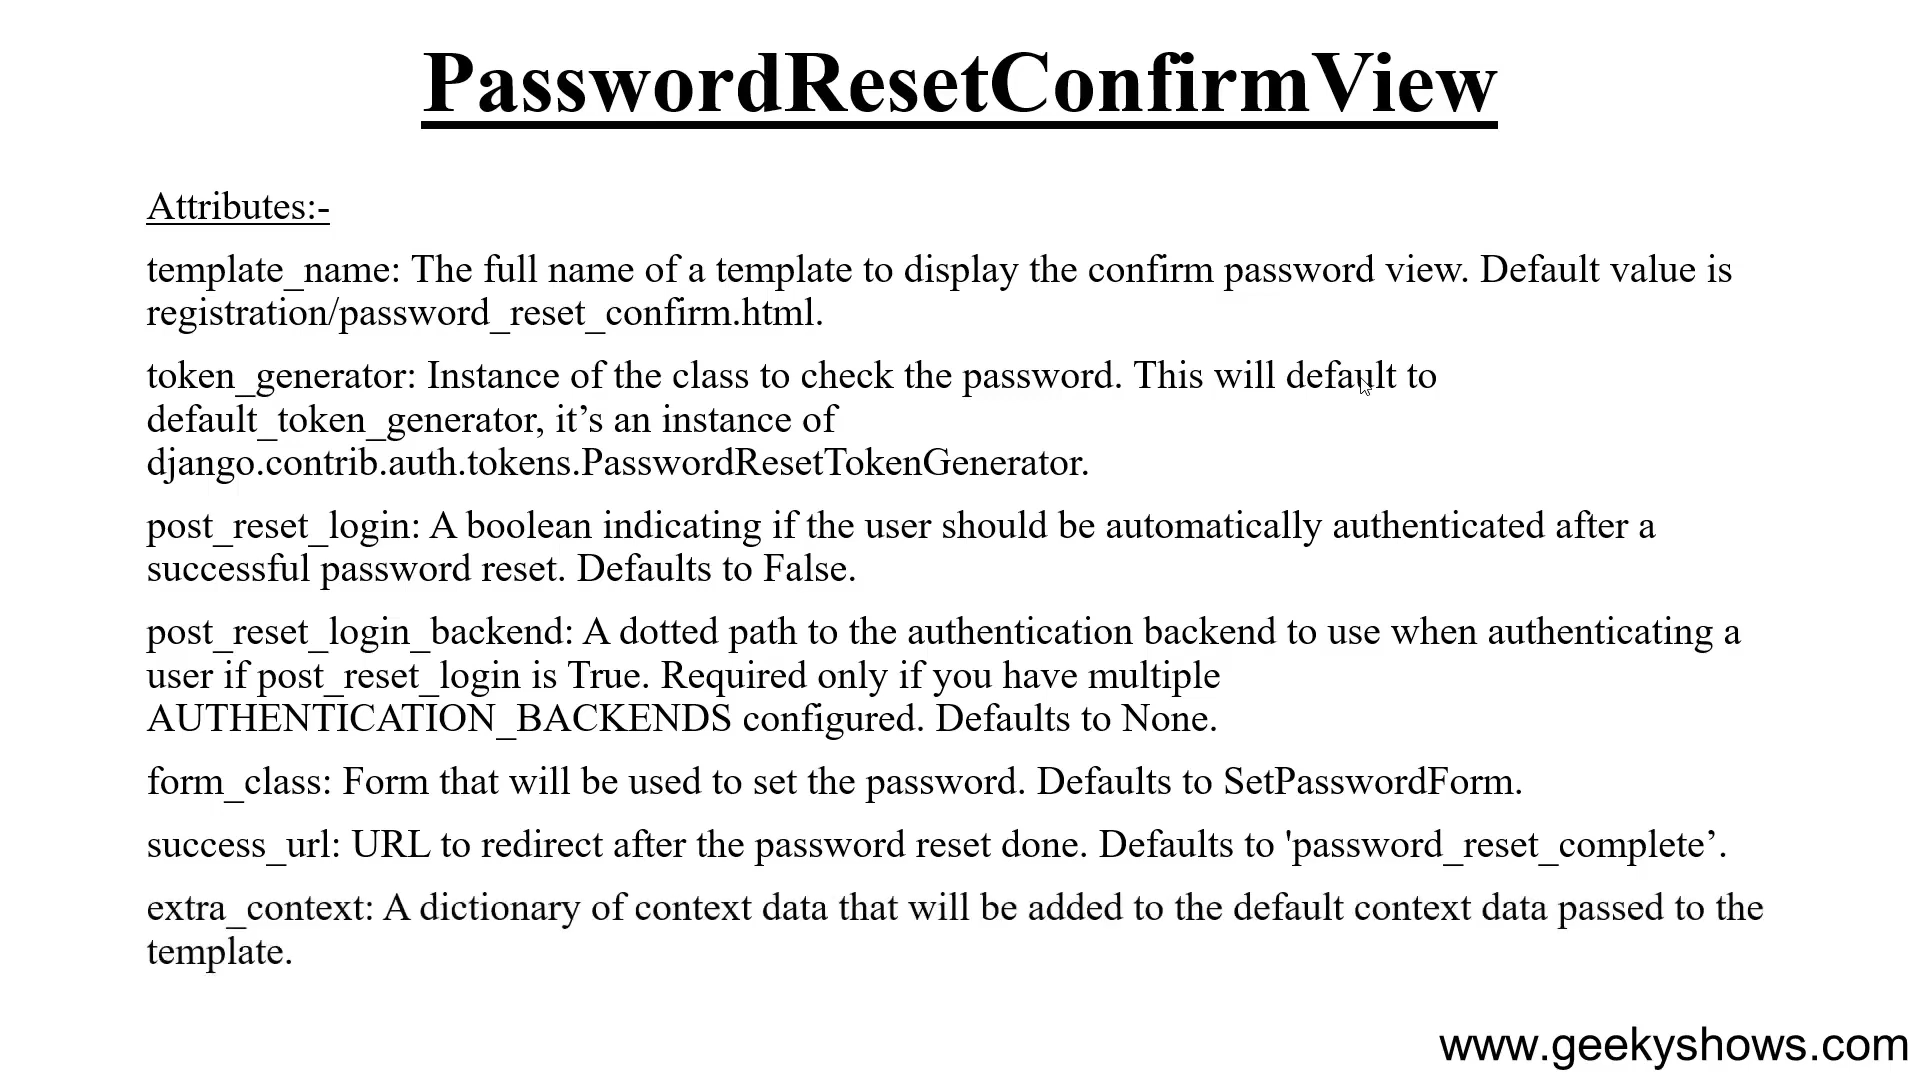 PasswordResetConfirmView
Attributes:-
template_name: The full name of a template to display the confirm password view. Default value is
registration/password_reset_confirm.html.
token_generator: Instance of the class to check the password. This will default to
default_token_generator, it’s an instance of
django.contrib.auth.tokens.PasswordResetTokenGenerator.
post_reset_login: A boolean indicating if the user should be automatically authenticated after a
successful password reset. Defaults to False.
post_reset_login_backend: A dotted path to the authentication backend to use when authenticating a
user if post_reset_login is True. Required only if you have multiple
AUTHENTICATION_BACKENDS configured. Defaults to None.
form_class: Form that will be used to set the password. Defaults to SetPasswordForm.
success_url: URL to redirect after the password reset done. Defaults to 'password_reset_complete’.
extra_context: A dictionary of context data that will be added to the default context data passed to the
template.
www.geekyshows.com